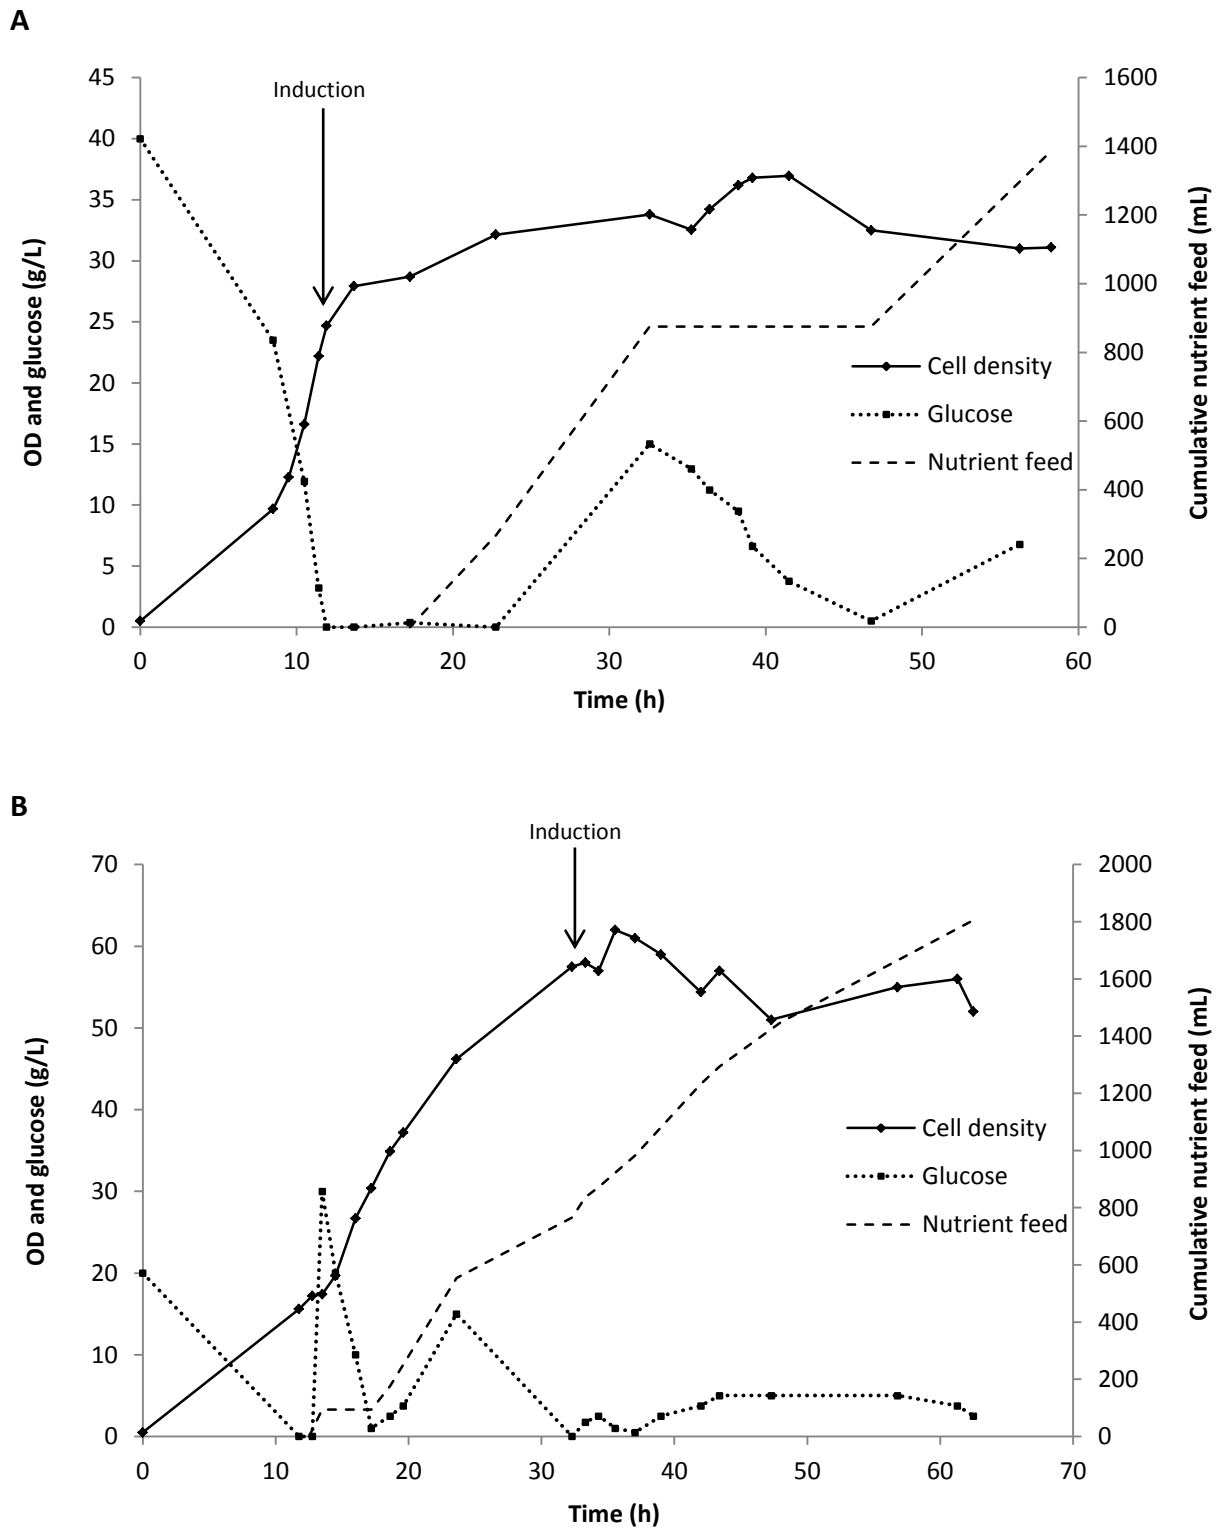 A
Induction
45
40
35
30
25
20
15
10
5
0
OD and glucose (g/L)
1600
1400
1200
1000
800
600
400
200
0
Cumulative nutrient feed (mL)
Cell density
Glucose
Nutrient feed
0 10 20 30 40 50 60
Time (h)
B
Induction
70
60
50
40
30
20
10
0
OD and glucose (g/L)
2000
1800
1600
1400
1200
1000
800
600
400
200
0
Cumulative nutrient feed (mL)
Cell density
Glucose
Nutrient feed
0 10 20 30 40 50 60 70
Time (h)